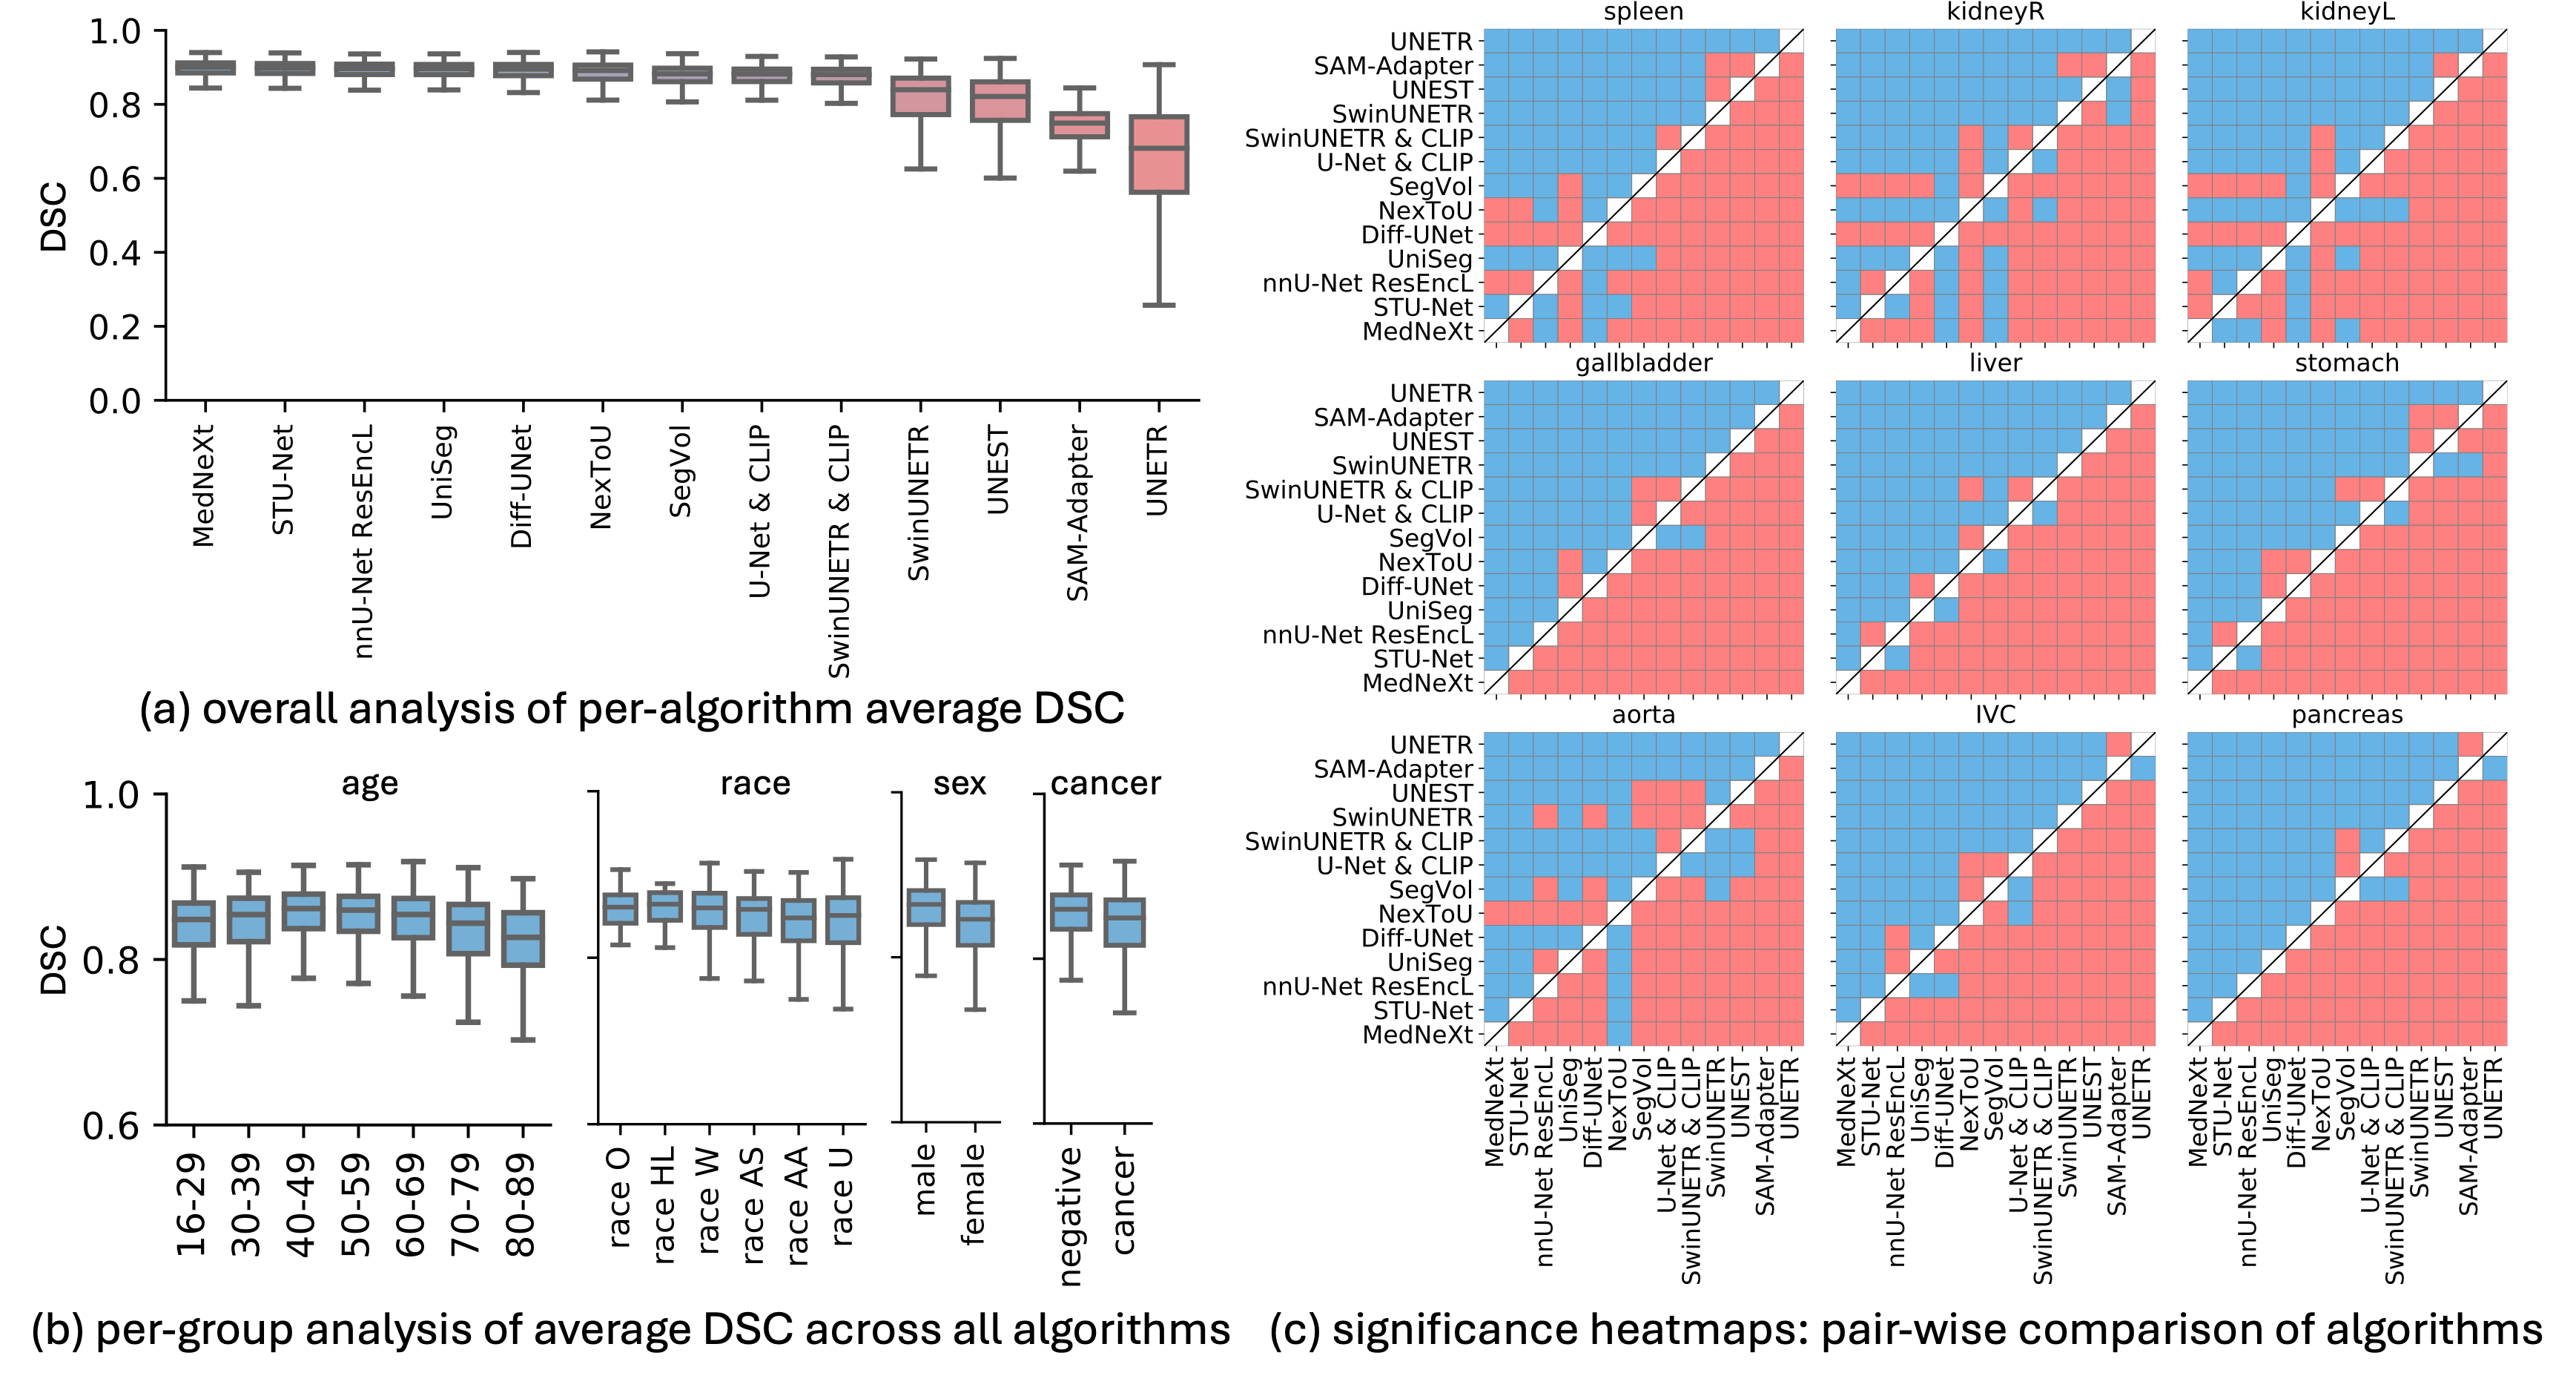 1.0
0.8
0.6
0.4
0.2
0.0
DSC
MedNeXt
STU-Net
nnU-Net ResEncL
UniSeg
Diff-UNet
NexToU
SegVol
U-Net & CLIP
SwinUNETR & CLIP
SwinUNETR
UNEST
SAM-Adapter
UNETR
(a) overall analysis of per-algorithm average DSC
age
race
sex
cancer
1.0
0.8
0.6
DSC
16-29
30-39
40-49
50-59
60-69
70-79
80-89
race O
race HL
race W
race AS
race AA
race U
male
female
negative
cancer
(b) per-group analysis of average DSC across all algorithms
spleen
kidneyR
kidneyL
UNETR
SAM-Adapter
UNEST
SwinUNETR
SwinUNETR & CLIP
U-Net & CLIP
SegVol
NexToU
Diff-UNet
UniSeg
nnU-Net ResEncL
STU-Net
MedNeXt
gallbladder
liver
stomach
UNETR
SAM-Adapter
UNEST
SwinUNETR
SwinUNETR & CLIP
U-Net & CLIP
SegVol
NexToU
Diff-UNet
UniSeg
nnU-Net ResEncL
STU-Net
MedNeXt
aorta
IVC
pancreas
UNETR
SAM-Adapter
UNEST
SwinUNETR
SwinUNETR & CLIP
U-Net & CLIP
SegVol
NexToU
Diff-UNet
UniSeg
nnU-Net ResEncL
STU-Net
MedNeXt
MedNeXt
STU-Net
nnU-Net ResEncL
UniSeg
Diff-UNet
NexToU
SegVol
U-Net & CLIP
SwinUNETR & CLIP
SwinUNETR
UNEST
SAM-Adapter
UNETR
MedNeXt
STU-Net
nnU-Net ResEncL
UniSeg
Diff-UNet
NexToU
SegVol
U-Net & CLIP
SwinUNETR & CLIP
SwinUNETR
UNEST
SAM-Adapter
UNETR
MedNeXt
STU-Net
nnU-Net ResEncL
UniSeg
Diff-UNet
NexToU
SegVol
U-Net & CLIP
SwinUNETR & CLIP
SwinUNETR
UNEST
SAM-Adapter
UNETR
(c) significance heatmaps: pair-wise comparison of algorithms